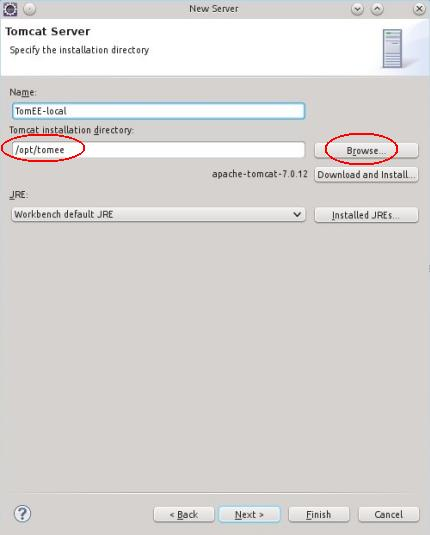 New Server
Tomcat Server
Specify the installation directory
Name:
TomEE-local
Tomcat installation directory:
/opt/tomee
Browse...
apache-tomcat-7.0.12
Download and Install...
JRE:
Workbench default JRE
Installed JREs...
?
< Back
Next >
Finish
Cancel